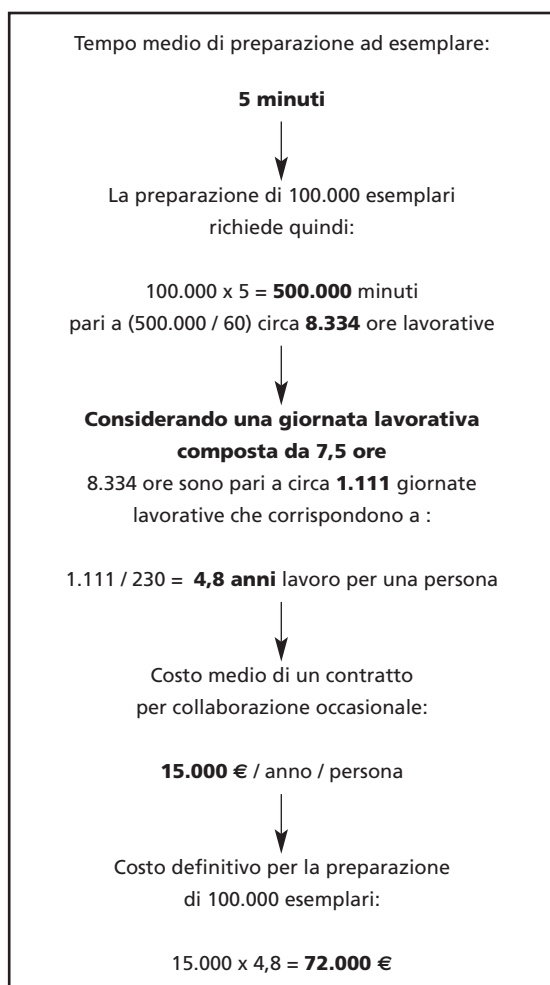 Tempo medio di preparazione ad esemplare:
5 minuti
La preparazione di 100.000 esemplari
richiede quindi:
100.000 x 5 = 500.000 minuti
pari a (500.000 / 60) circa 8.334 ore lavorative
Considerando una giornata lavorativa
composta da 7,5 ore
8.334 ore sono pari a circa 1.111 giornate
lavorative che corrispondono a :
1.111 / 230 = 4,8 anni lavoro per una persona
Costo medio di un contratto
per collaborazione occasionale:
15.000 € / anno / persona
Costo definitivo per la preparazione
di 100.000 esemplari:
15.000 x 4,8 = 72.000 €